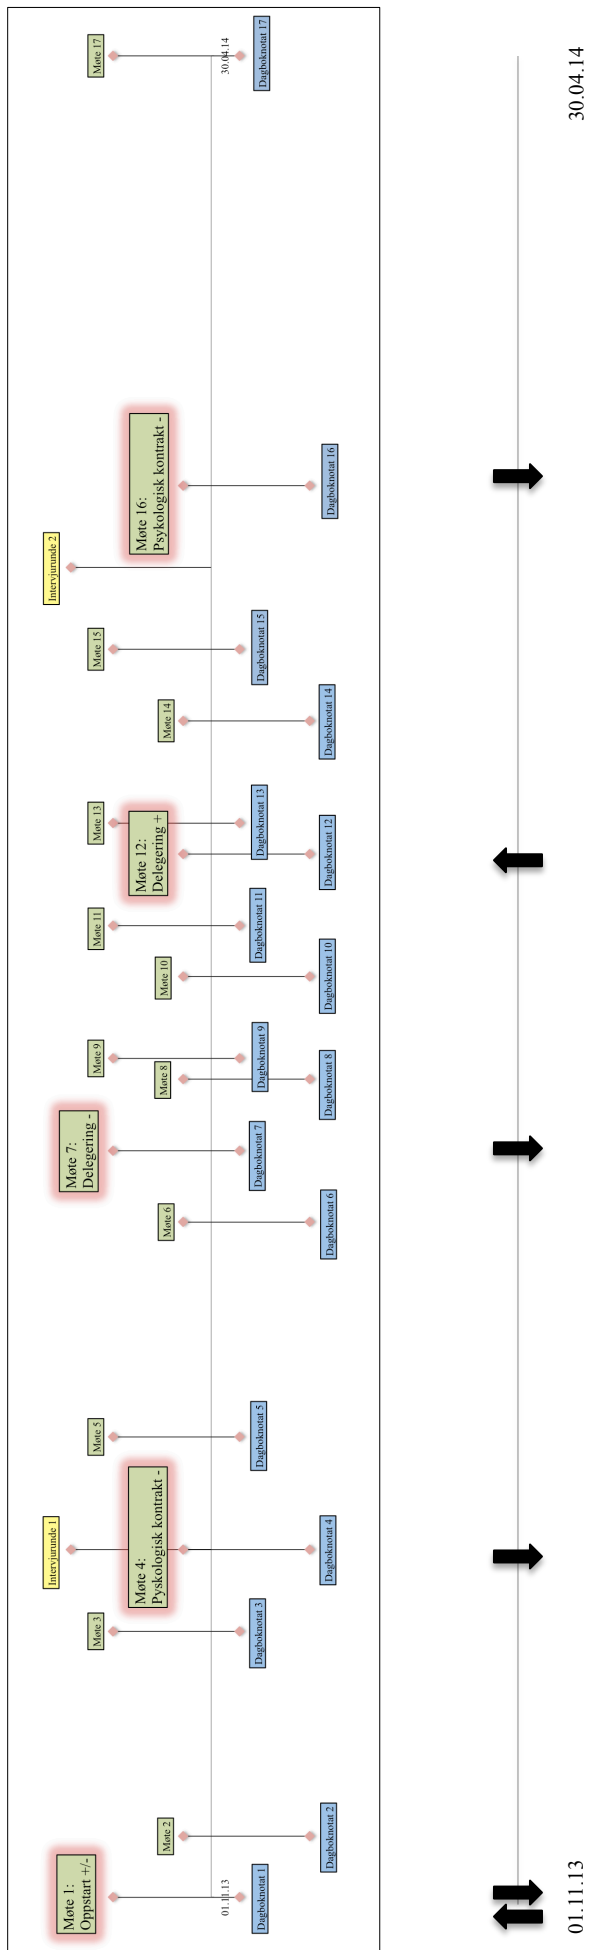 Møte 1:
Oppstart +/-
Møte 2
Møte 3
Intervjurunde 1
Møte 4:
Pyskologisk kontrakt -
Møte 5
Møte 6
Møte 7:
Delegering -
Møte 8
Møte 9
Møte 10
Møte 11
Møte 12:
Delegering +
Møte 13
Møte 14
Møte 15
Intervjurunde 2
Møte 16:
Psykologisk kontrakt -
Møte 17
01.11.13
30.04.14
Dagboknotat 1
Dagboknotat 2
Dagboknotat 3
Dagboknotat 4
Dagboknotat 5
Dagboknotat 6
Dagboknotat 7
Dagboknotat 8
Dagboknotat 9
Dagboknotat 10
Dagboknotat 11
Dagboknotat 12
Dagboknotat 13
Dagboknotat 14
Dagboknotat 15
Dagboknotat 16
Dagboknotat 17
01.11.13
30.04.14